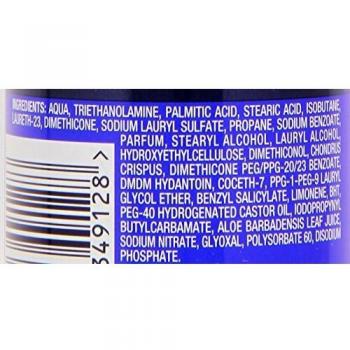 INGREDIENTS: AQUA, TRIETHANOLAMINE, PALMITIC ACID, STEARIC ACID, ISOBUTANE,
LAURETH-23, DIMETHICONE, SODIUM LAURYL SULFATE, PROPANE, SODIUM BENZOATE,
PARFUM, STEARYL ALCOHOL, LAURYL ALCOHOL,
HYDROXYETHYLCELLULOSE, DIMETHICONOL, CHONDRUS
CRISPUS, DIMETHICONE PEG/PPG-20/23 BENZOATE,
DMDM HYDANTOIN, COCETH-7, PPG-1-PEG-9 LAURYL
GLYCOL ETHER, BENZYL SALICYLATE, LIMONENE, BHT,
PEG-40 HYDROGENATED CASTOR OIL, IODOPROPYNYL
BUTYLCARBAMATE, ALOE BARBADENSIS LEAF JUICE,
SODIUM NITRATE, GLYOXAL, POLYSORBATE 60, DISODIUM
PHOSPHATE.
349128 >